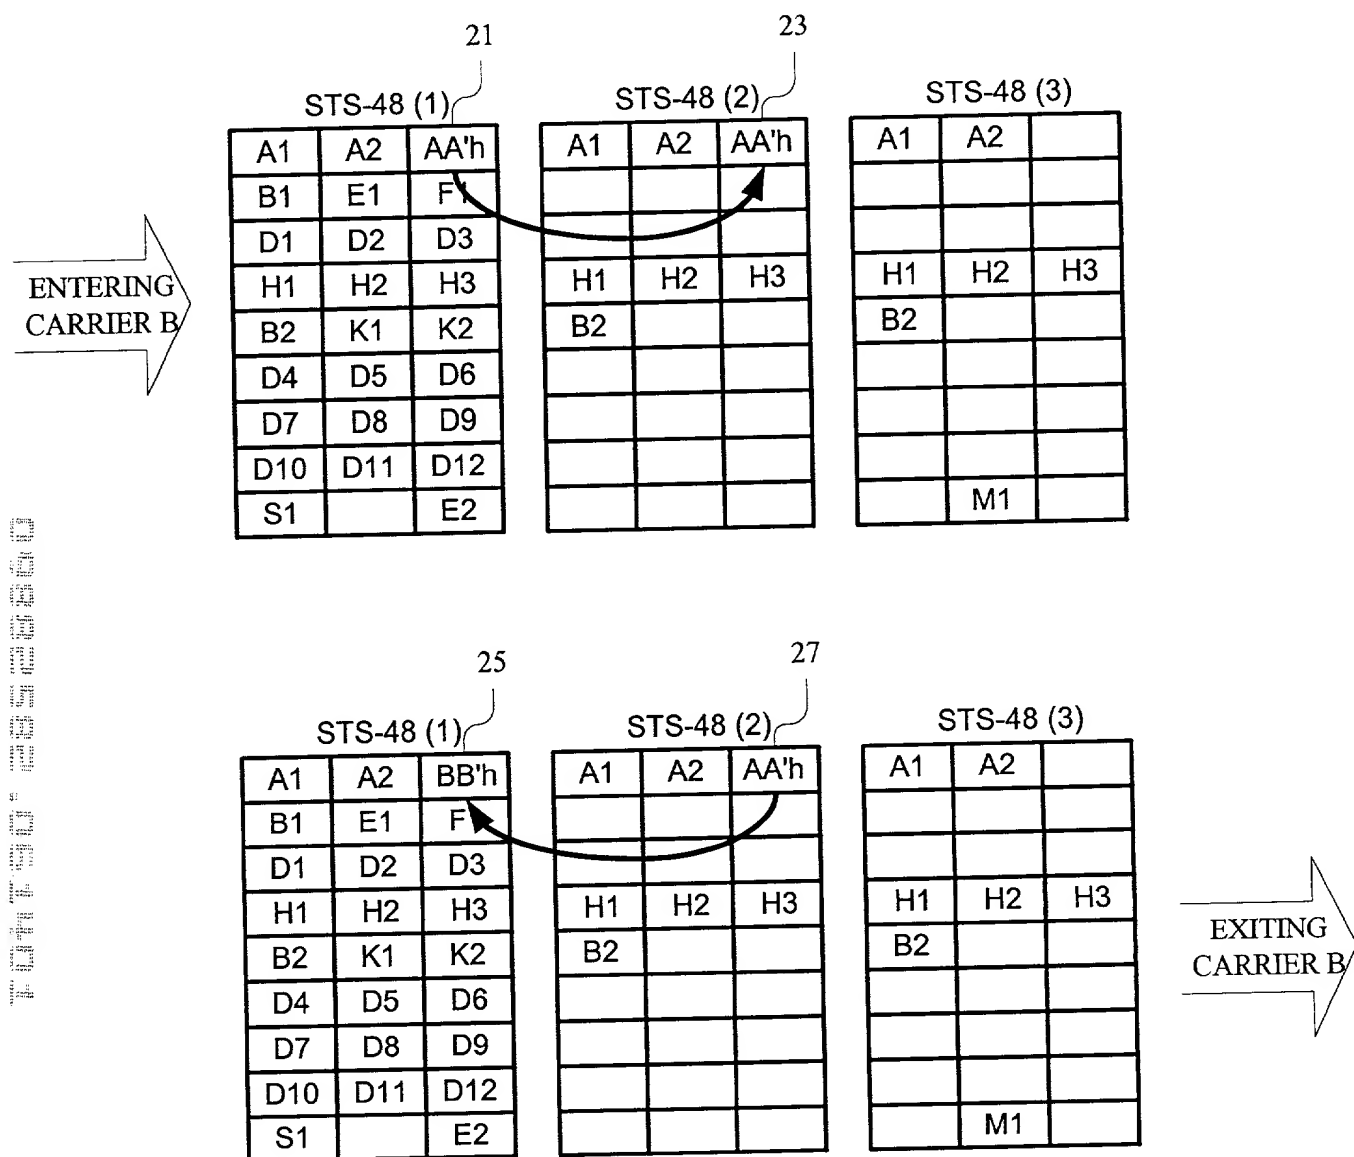 21 23
STS-48 (1) STS-48 (2) STS-48 (3)
A1 A2 AA'h A1 A2 AA'h A1 A2
B1 E1 F1
D1 D2 D3
ENTERING
CARRIER B
H1 H2 H3 H1 H2 H3 H1 H2 H3
B2 K1 K2 B2 B2
D4 D5 D6
D7 D8 D9
D10 D11 D12
S1 E2 M1
25 27
STS-48 (1) STS-48 (2) STS-48 (3)
A1 A2 BB'h A1 A2 AA'h A1 A2
B1 E1 F
D1 D2 D3
H1 H2 H3 H1 H2 H3 H1 H2 H3
B2 K1 K2 B2 B2
EXITING
CARRIER B
D4 D5 D6
D7 D8 D9
D10 D11 D12
S1 E2 M1